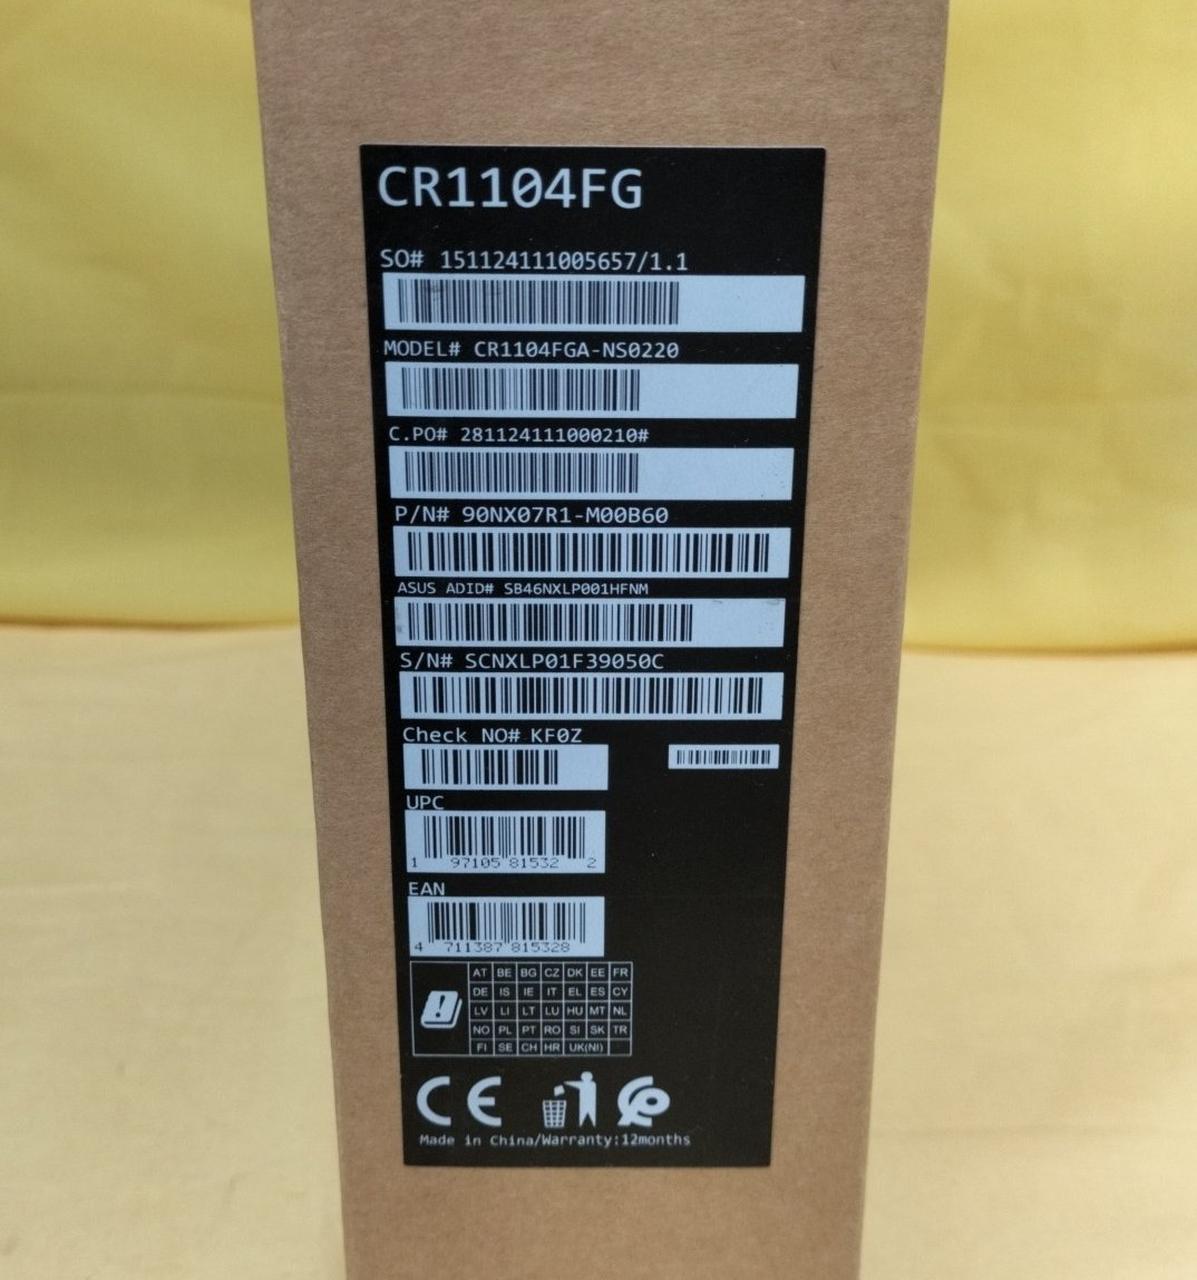 CR1104FG
SO# 151124111005657/1.1
MODEL# CR1104FGA-NS0220
C.PO# 281124111000210#
P/N# 90NX07R1-M00B60
ASUS ADID# SB46NXLP001HFNM
S/N# SCNXLP01F39050C
Check NO# KF0Z
UPC
1 97105 81532 2
EAN
4 711387 815328
AT BE BG CZ DK EE FR
DE IS IE IT EL ES CY
LV LI LT LU HU MT NL
NO PL PT RO SI SK TR
FI SE CH HR UK(NI)
CE
Made in China/Warranty:12months